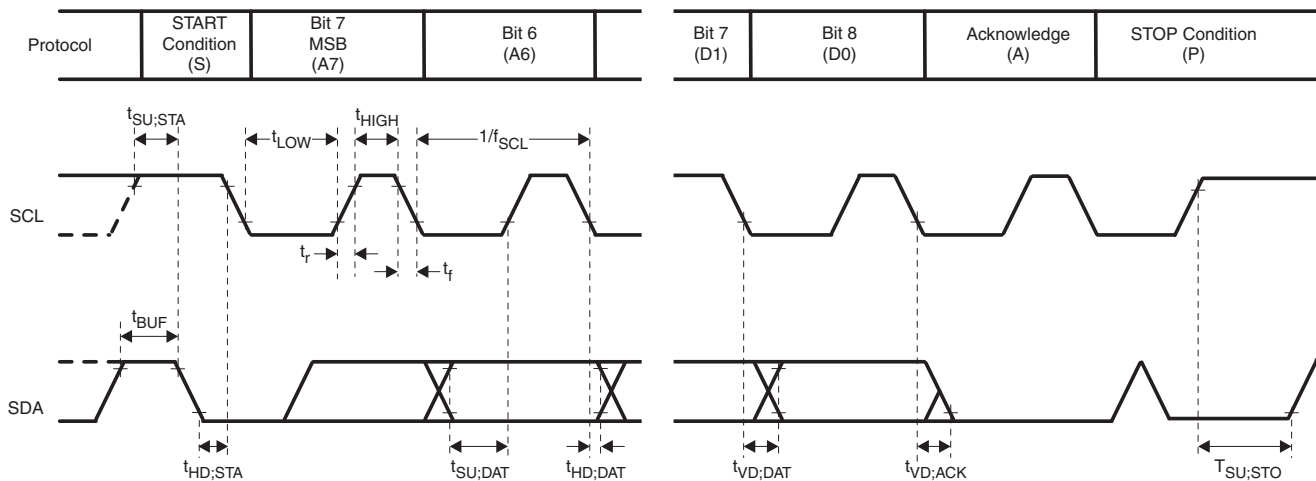 Protocol
START
Condition
(S)
Bit 7
MSB
(A7)
Bit 6
(A6)
Bit 7
(D1)
Bit 8
(D0)
Acknowledge
(A)
STOP Condition
(P)
tSU;STA
tLOW
tHIGH
1/fSCL
SCL
tr
tf
tBUF
SDA
tHD;STA
tSU;DAT
tHD;DAT
tVD;DAT
tVD;ACK
TSU;STO